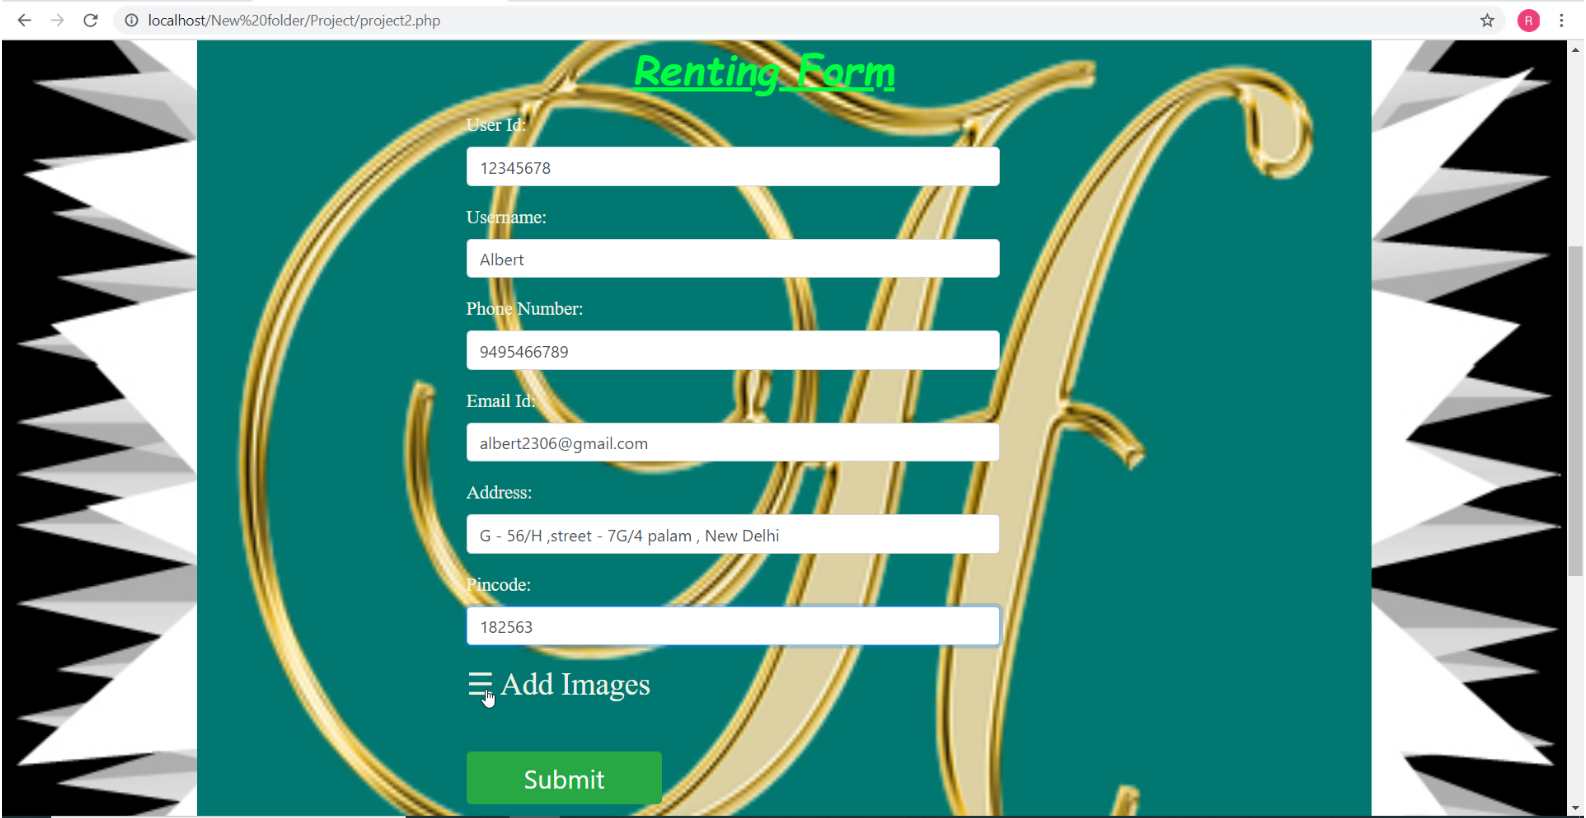 localhost/New%20folder/Project/project2.php
R
Renting Form
User Id:
12345678
Username:
Albert
Phone Number:
9495466789
Email Id:
albert2306@gmail.com
Address:
G - 56/H ,street - 7G/4 palam , New Delhi
Pincode:
182563
☰ Add Images
Submit